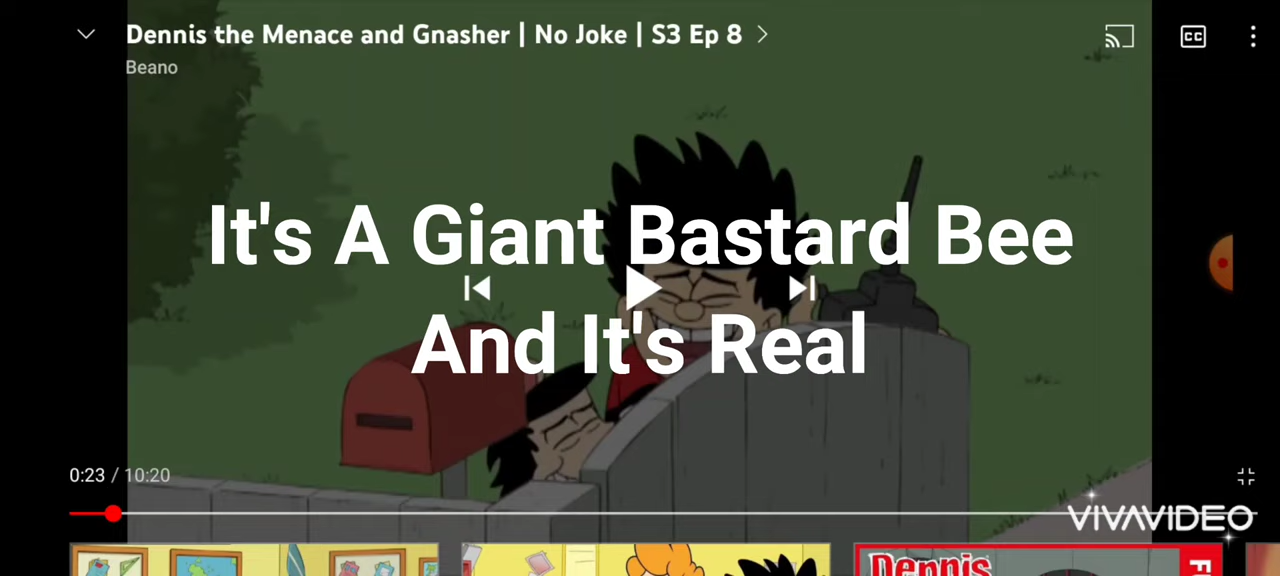 Dennis the Menace and Gnasher | No Joke | S3 Ep 8
Beano
CC
It's A Giant Bastard Bee
And It's Real
0:23 / 10:20
VIVAVIDEO
Dennis